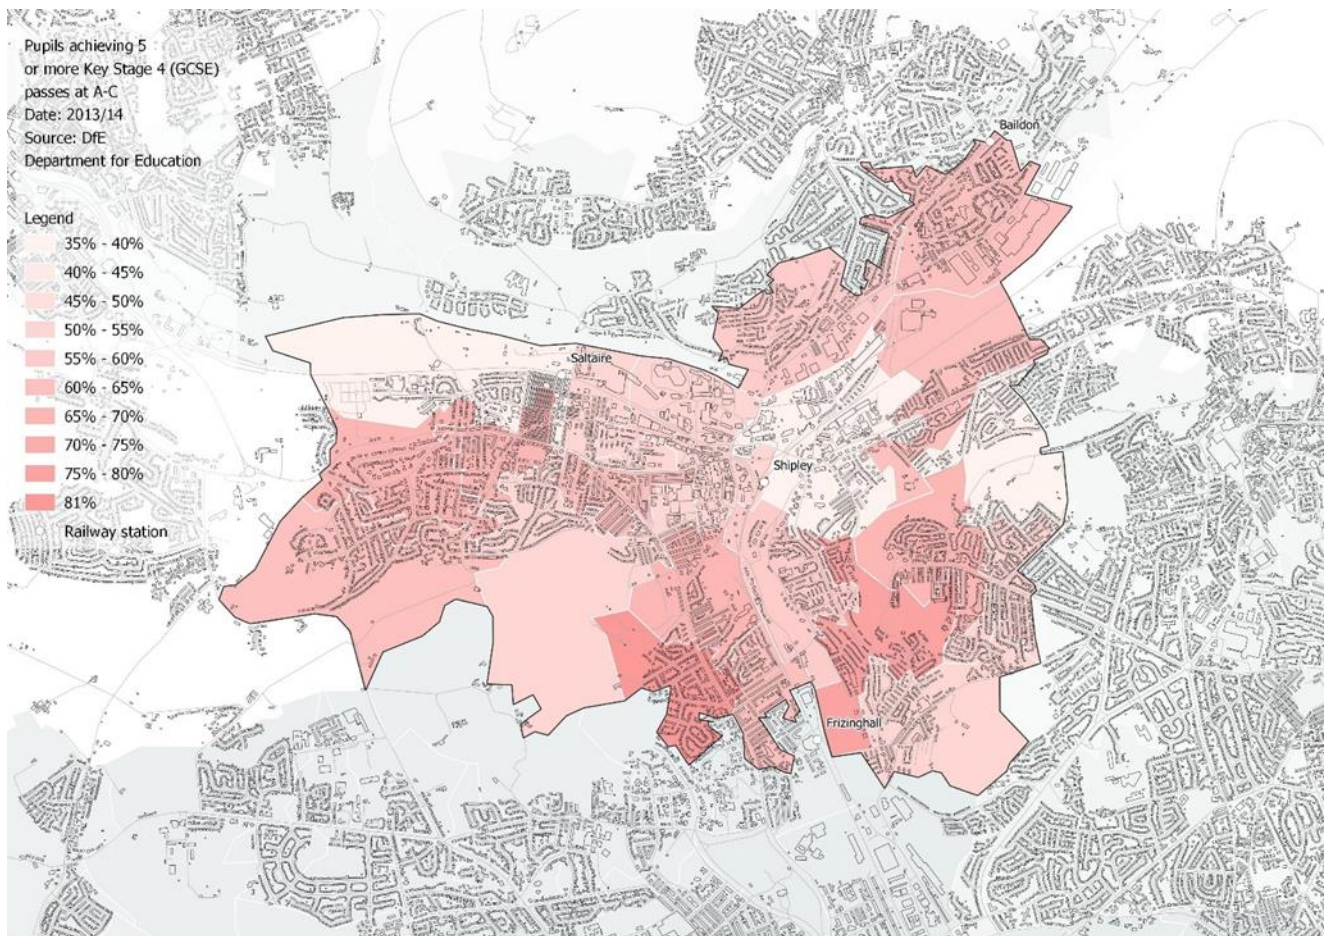 Pupils achieving 5
or more Key Stage 4 (GCSE)
passes at A-C
Date: 2013/14
Source: DfE
Department for Education
Legend
35% - 40%
40% - 45%
45% - 50%
50% - 55%
55% - 60%
60% - 65%
65% - 70%
70% - 75%
75% - 80%
81%
Railway station
Baildon
Saltaire
Shipley
Frizinghall